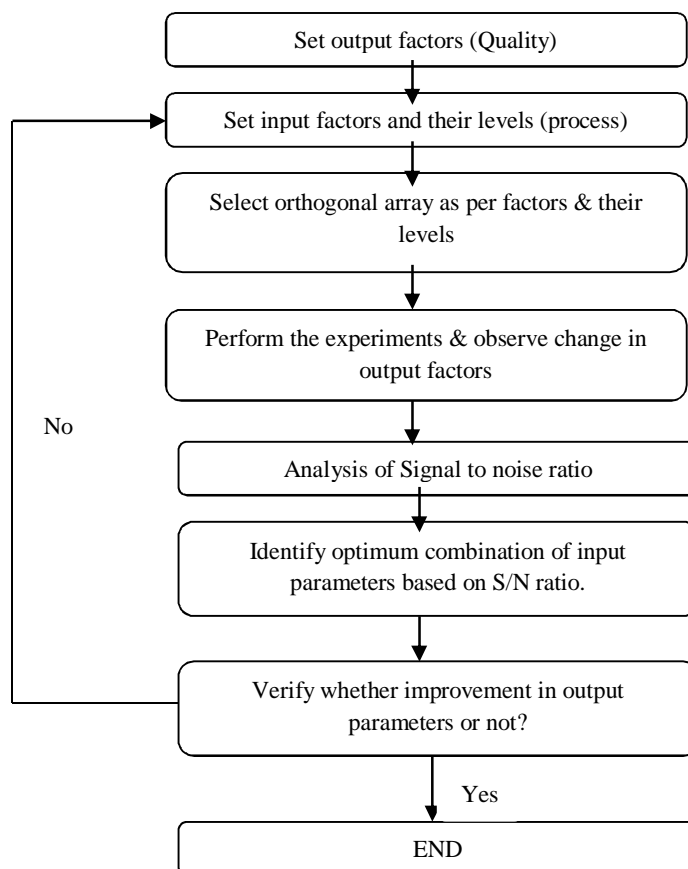 Set output factors (Quality)
Set input factors and their levels (process)
Select orthogonal array as per factors & their
levels
Perform the experiments & observe change in
output factors
No
Analysis of Signal to noise ratio
Identify optimum combination of input
parameters based on S/N ratio.
Verify whether improvement in output
parameters or not?
Yes
END